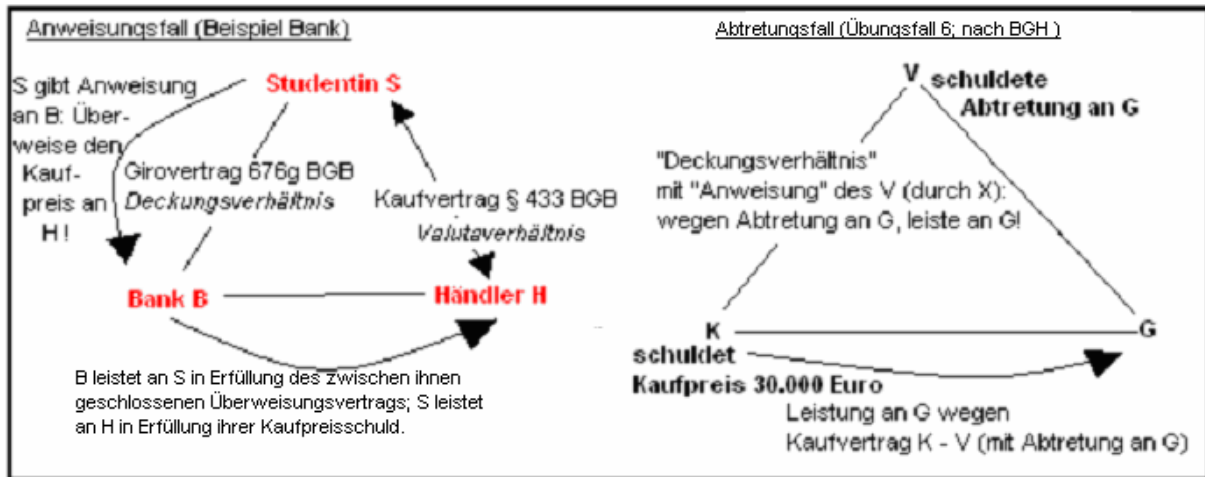 Anweisungsfall (Beispiel Bank)
S gibt Anweisung
an B: Über-
weise den
Kauf-
preis an
H !
Studentin S
Girovertrag 676g BGB
Deckungsverhältnis
Kaufvertrag § 433 BGB
Valutaverhältnis
Bank B
Händler H
B leistet an S in Erfüllung des zwischen ihnen
geschlossenen Überweisungsvertrags; S leistet
an H in Erfüllung ihrer Kaufpreisschuld.
Abtretungsfall (Übungsfall 6; nach BGH )
V schuldete
Abtretung an G
"Deckungsverhältnis"
mit "Anweisung" des V (durch X):
wegen Abtretung an G, leiste an G!
K
G
schuldet
Kaufpreis 30.000 Euro
Leistung an G wegen
Kaufvertrag K - V (mit Abtretung an G)